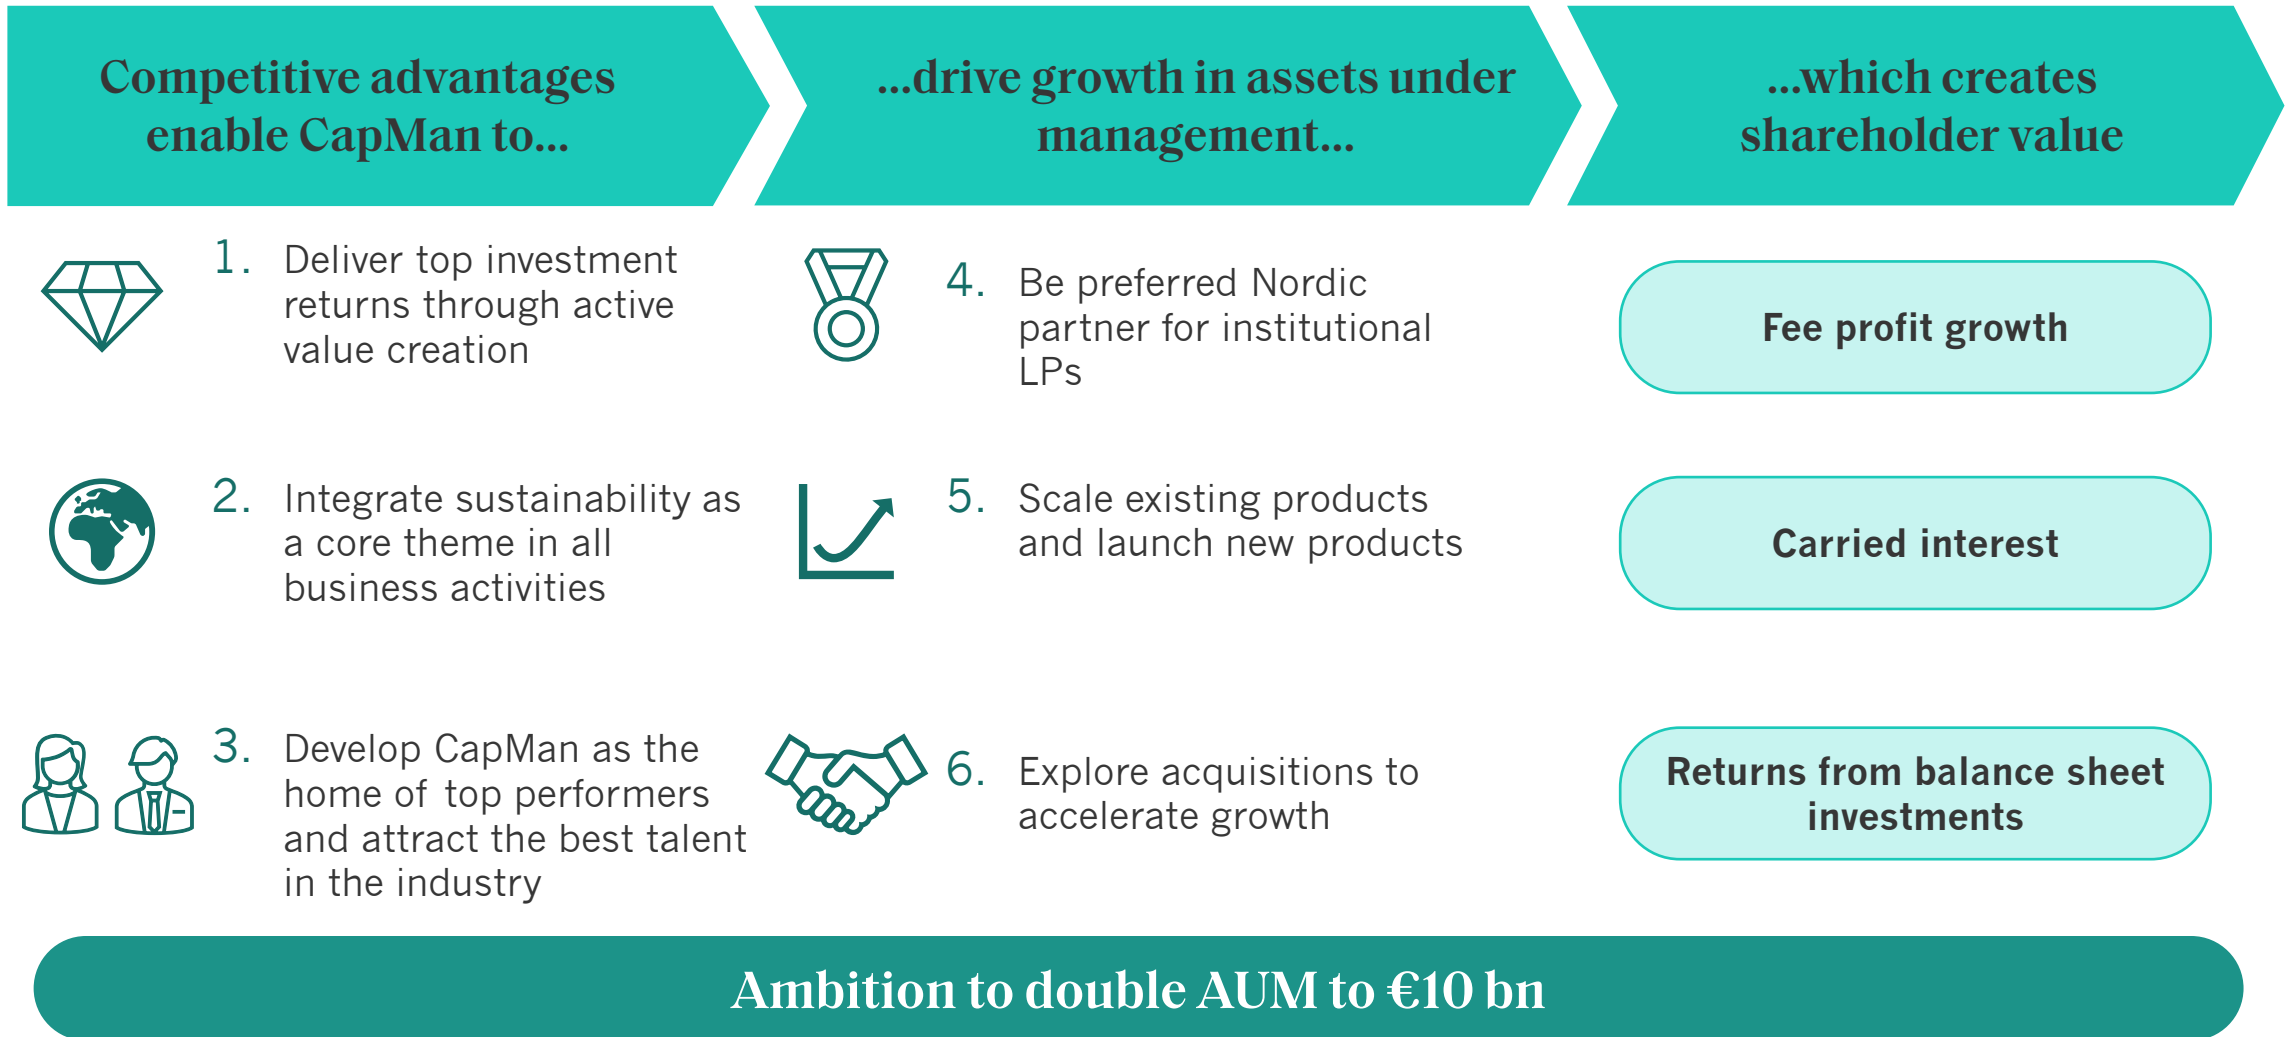 Competitive advantages
enable CapMan to...
...drive growth in assets under
management...
...which creates
shareholder value
1. Deliver top investment
returns through active
value creation
2. Integrate sustainability as
a core theme in all
business activities
3. Develop CapMan as the
home of top performers
and attract the best talent
in the industry
4. Be preferred Nordic
partner for institutional
LPs
5. Scale existing products
and launch new products
6. Explore acquisitions to
accelerate growth
Fee profit growth
Carried interest
Returns from balance sheet
investments
Ambition to double AUM to €10 bn